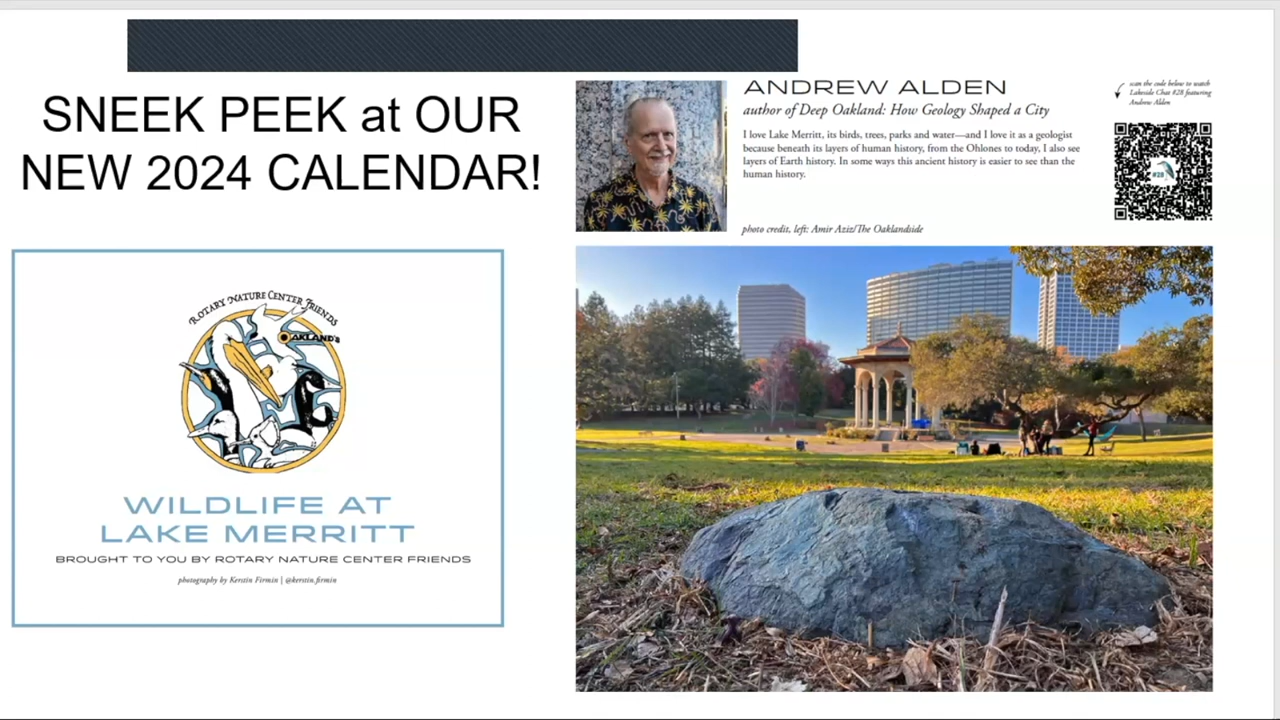 SNEEK PEEK at OUR
NEW 2024 CALENDAR!
ROTARY NATURE CENTER FRIENDS
OAKLAND'S
WILDLIFE AT
LAKE MERRITT
BROUGHT TO YOU BY ROTARY NATURE CENTER FRIENDS
photography by Kerstin Firmin | @kerstin.firmin
ANDREW ALDEN
author of Deep Oakland: How Geology Shaped a City
I love Lake Merritt, its birds, trees, parks and water—and I love it as a geologist
because beneath its layers of human history, from the Ohlones to today, I also see
layers of Earth history. In some ways this ancient history is easier to see than the
human history.
photo credit, left: Amir Aziz/The Oaklandside
scan the code below to watch
Lakeside Chat #28 featuring
Andrew Alden
#28